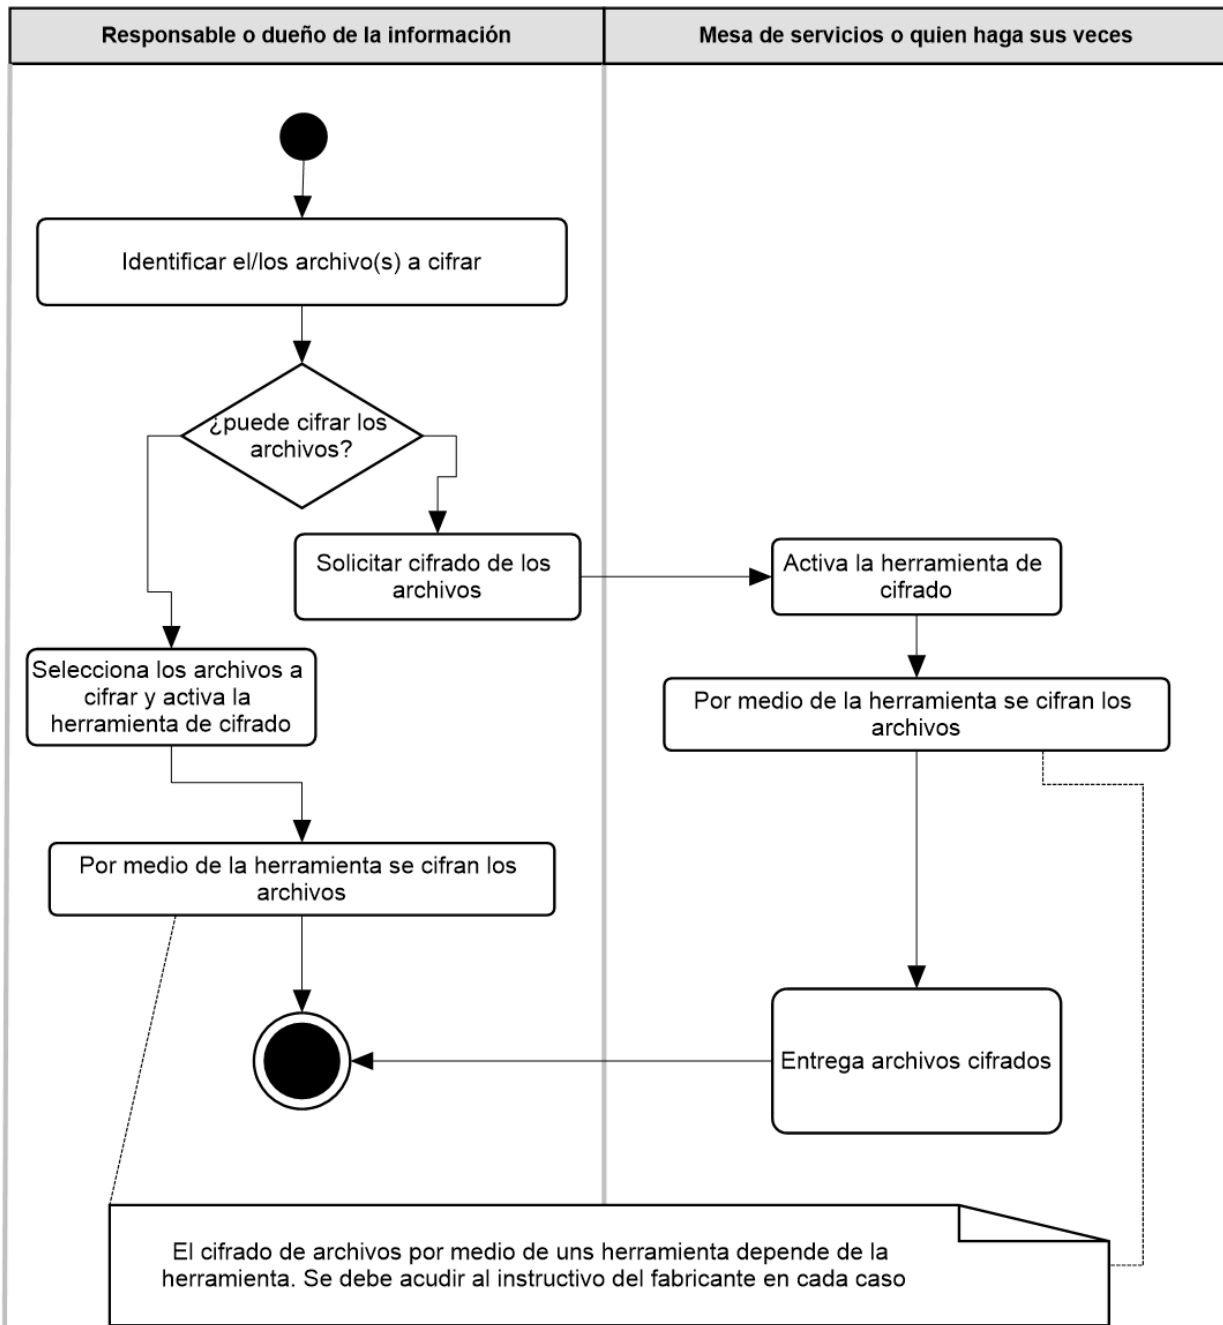 Responsable o dueño de la información
Mesa de servicios o quien haga sus veces
Identificar el/los archivo(s) a cifrar
¿puede cifrar los
archivos?
Solicitar cifrado de los
archivos
Activa la herramienta de
cifrado
Selecciona los archivos a
cifrar y activa la
herramienta de cifrado
Por medio de la herramienta se cifran los
archivos
Por medio de la herramienta se cifran los
archivos
Entrega archivos cifrados
El cifrado de archivos por medio de uns herramienta depende de la
herramienta. Se debe acudir al instructivo del fabricante en cada caso